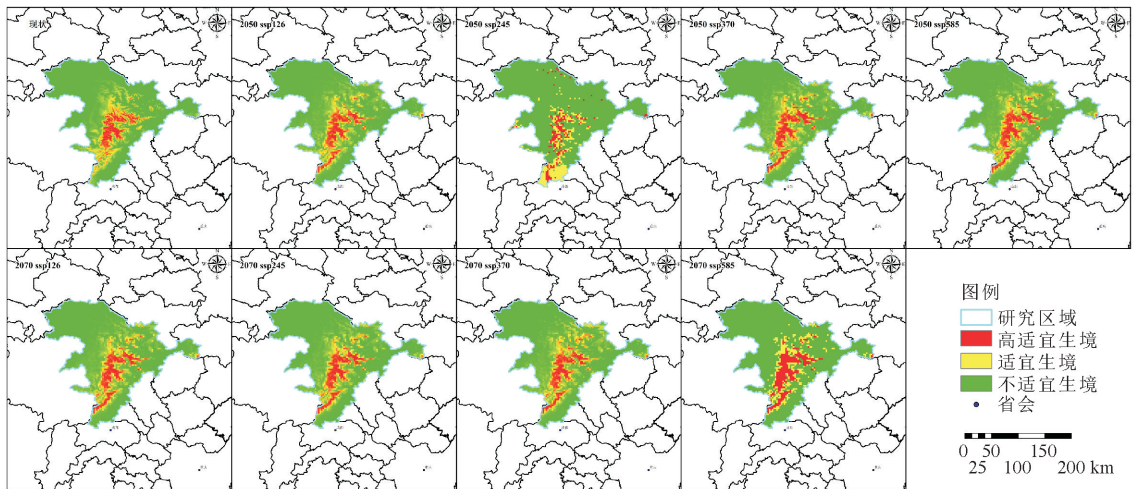 现状
2050 ssp126
2050 ssp245
2050 ssp370
2050 ssp585
2070 ssp126
2070 ssp245
2070 ssp370
2070 ssp585
N
W
E
S
图例
研究区域
高适宜生境
适宜生境
不适宜生境
省会
0 50 150
25 100 200 km